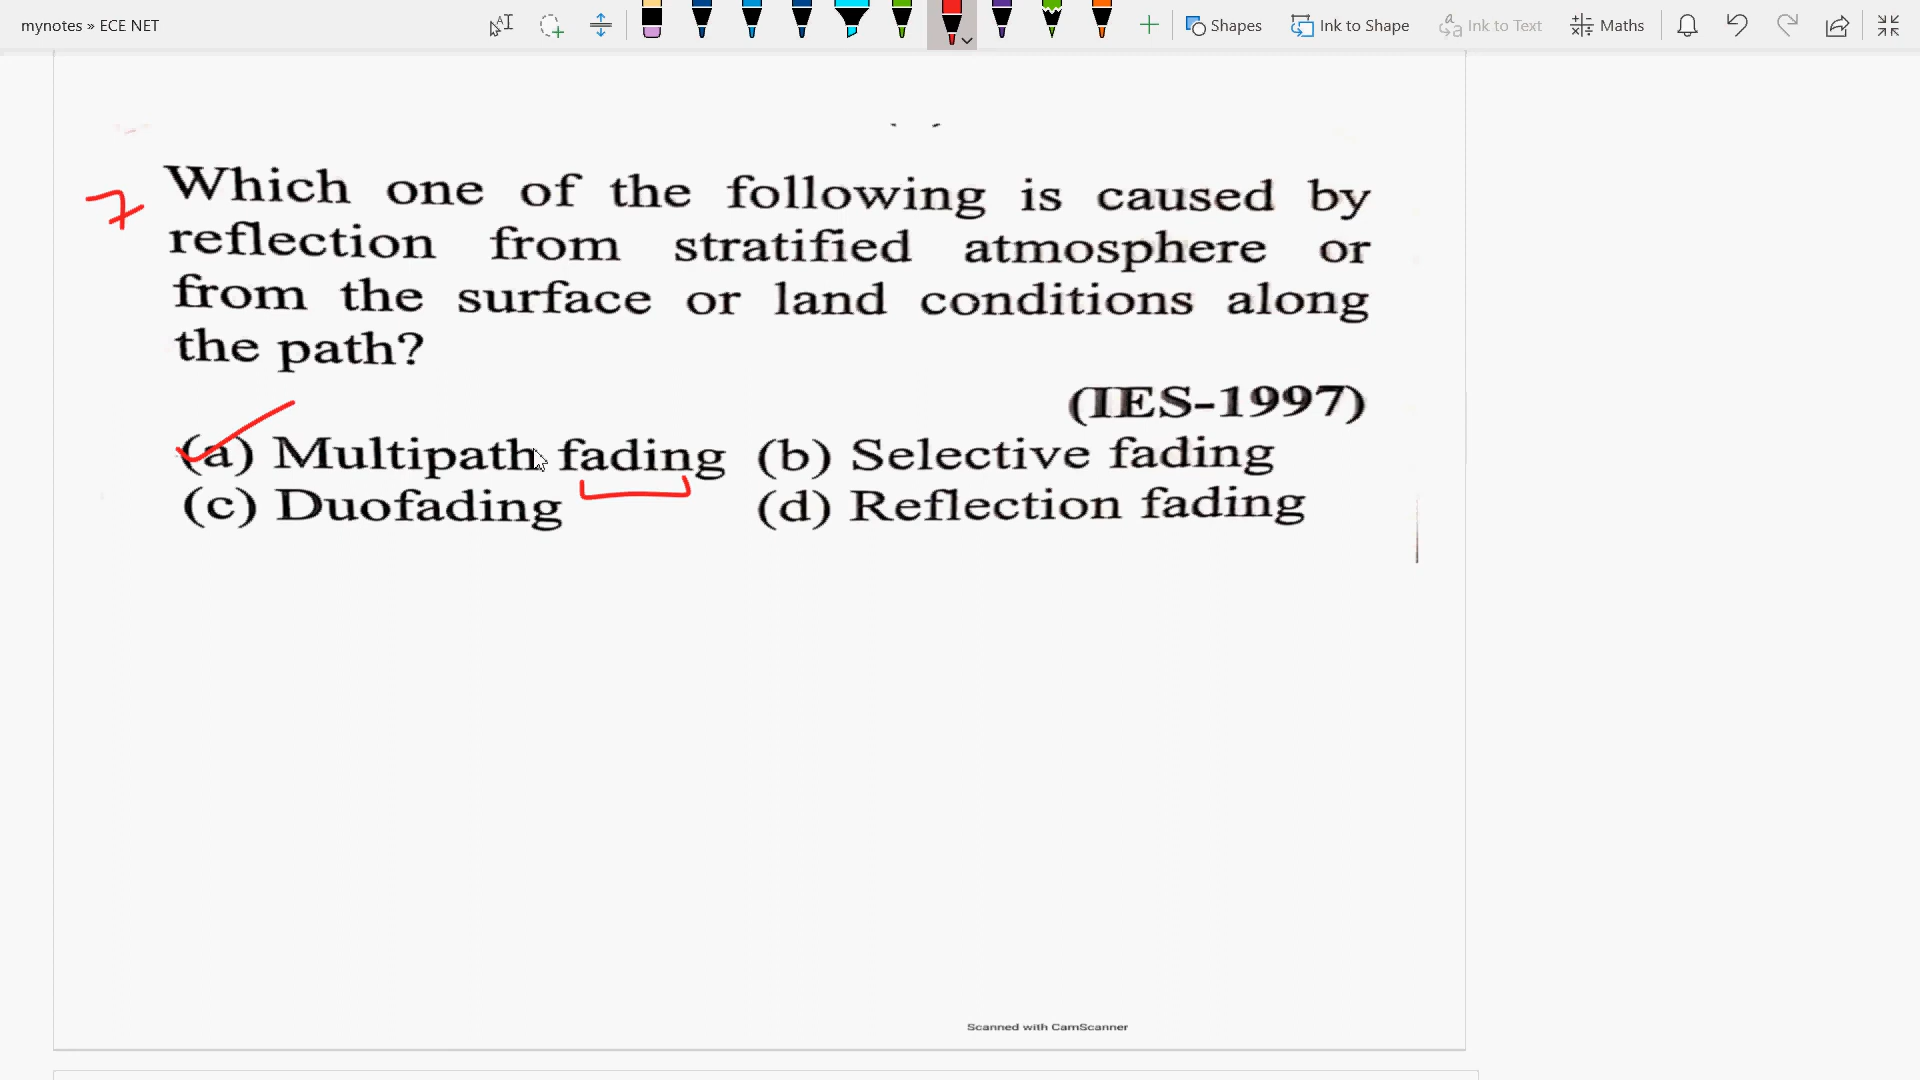 mynotes » ECE NET
Shapes
Ink to Shape
Ink to Text
Maths
7
Which one of the following is caused by
reflection from stratified atmosphere or
from the surface or land conditions along
the path?
(IES-1997)
(a) Multipath fading (b) Selective fading
(c) Duofading (d) Reflection fading
Scanned with CamScanner